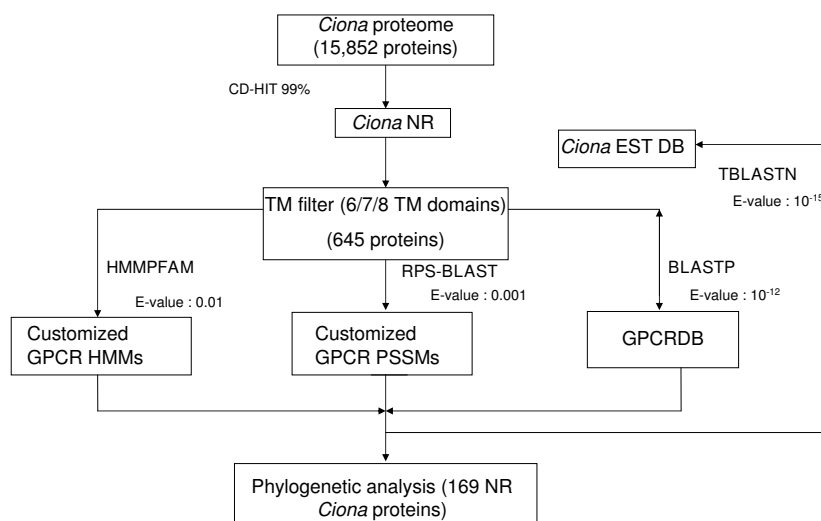 Ciona proteome
(15,852 proteins)
CD-HIT 99%
Ciona NR
Ciona EST DB
TBLASTN
E-value : 10⁻¹⁵
TM filter (6/7/8 TM domains)
(645 proteins)
HMMPFAM
E-value : 0.01
RPS-BLAST
E-value : 0.001
BLASTP
E-value : 10⁻¹²
Customized
GPCR HMMs
Customized
GPCR PSSMs
GPCRDB
Phylogenetic analysis (169 NR
Ciona proteins)